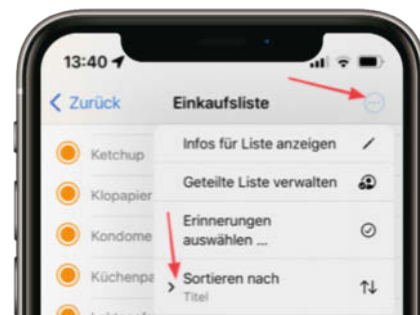 13:40
Zurück
Einkaufsliste
Ketchup
Infos für Liste anzeigen
Klopapier
Geteilte Liste verwalten
Kondome
Erinnerungen
auswählen ...
Sortieren nach
Titel